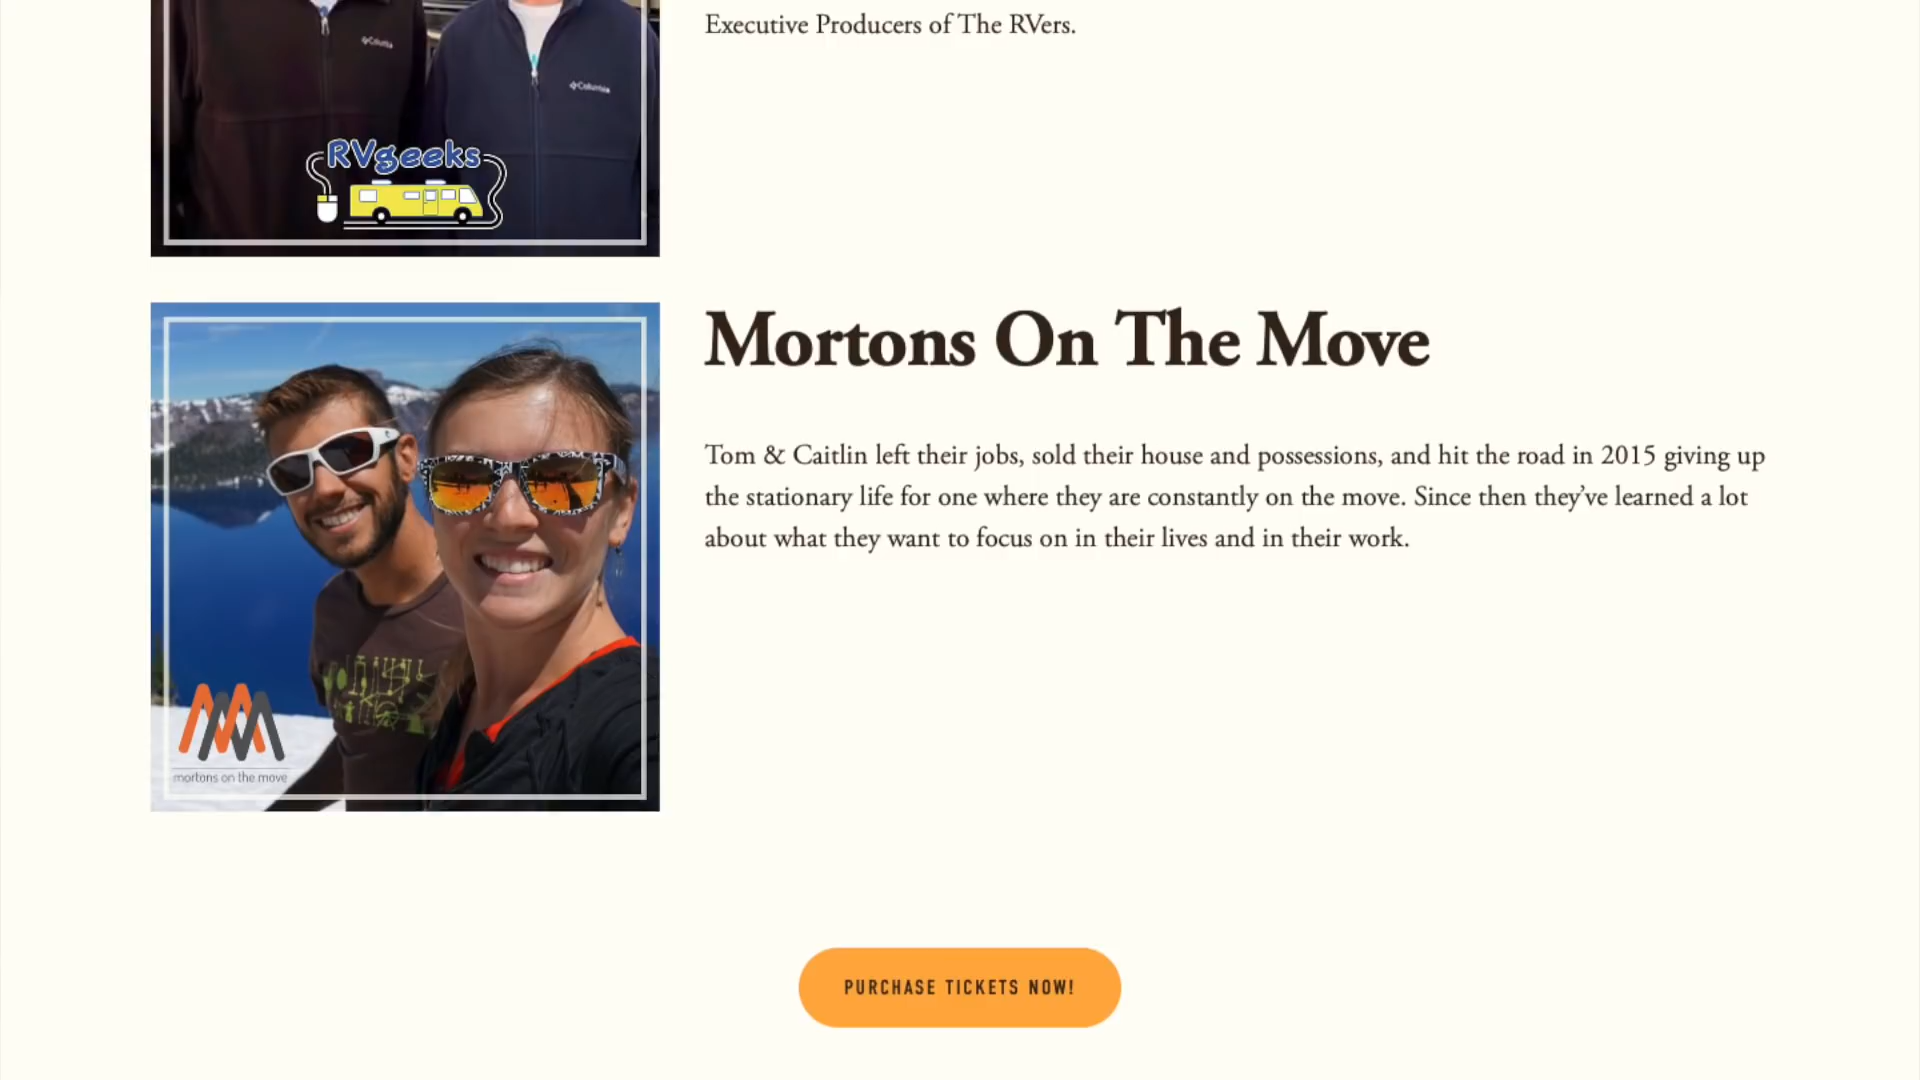 Executive Producers of The RVers.
Columbia
Columbia
RVgeeks
Mortons On The Move
Tom & Caitlin left their jobs, sold their house and possessions, and hit the road in 2015 giving up
the stationary life for one where they are constantly on the move. Since then they’ve learned a lot
about what they want to focus on in their lives and in their work.
mortons on the move
PURCHASE TICKETS NOW!